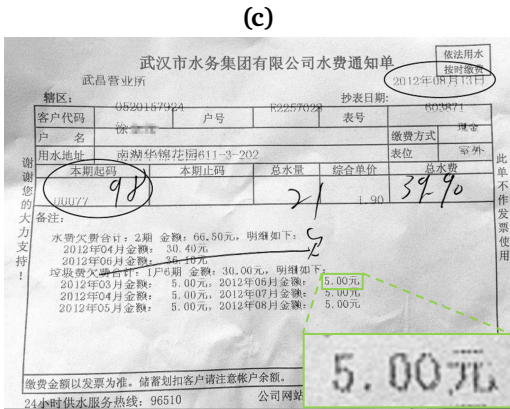 (c)
武汉市水务集团有限公司水费通知单
依法用水
按时缴费
武昌营业所
2012年08月13日
辖区:
抄表日期:
0520157924
603871
客户代码
户号
表号
户 名
徐
缴费方式
现金
用水地址
南湖华锦花园611-3-202
表位
室外
本期起码
本期止码
总水量
综合单价
总水费
00077
98
21
1.90
39.90
备注:
水费欠费合计:2期 金额:66.50元,明细如下:
2012年04月金额: 30.40元
2012年06月金额: 36.10元
垃圾费欠费合计:1户6期 金额:30.00元,明细如下:
2012年03月金额: 5.00元,2012年06月金额: 5.00元
2012年04月金额: 5.00元,2012年07月金额: 5.00元
2012年05月金额: 5.00元,2012年08月金额: 5.00元
5.00元
缴费金额以发票为准。储蓄划扣客户请注意帐户余额。
24小时供水服务热线:96510
公司网站
谢谢您的大力支持!
此单不作发票使用